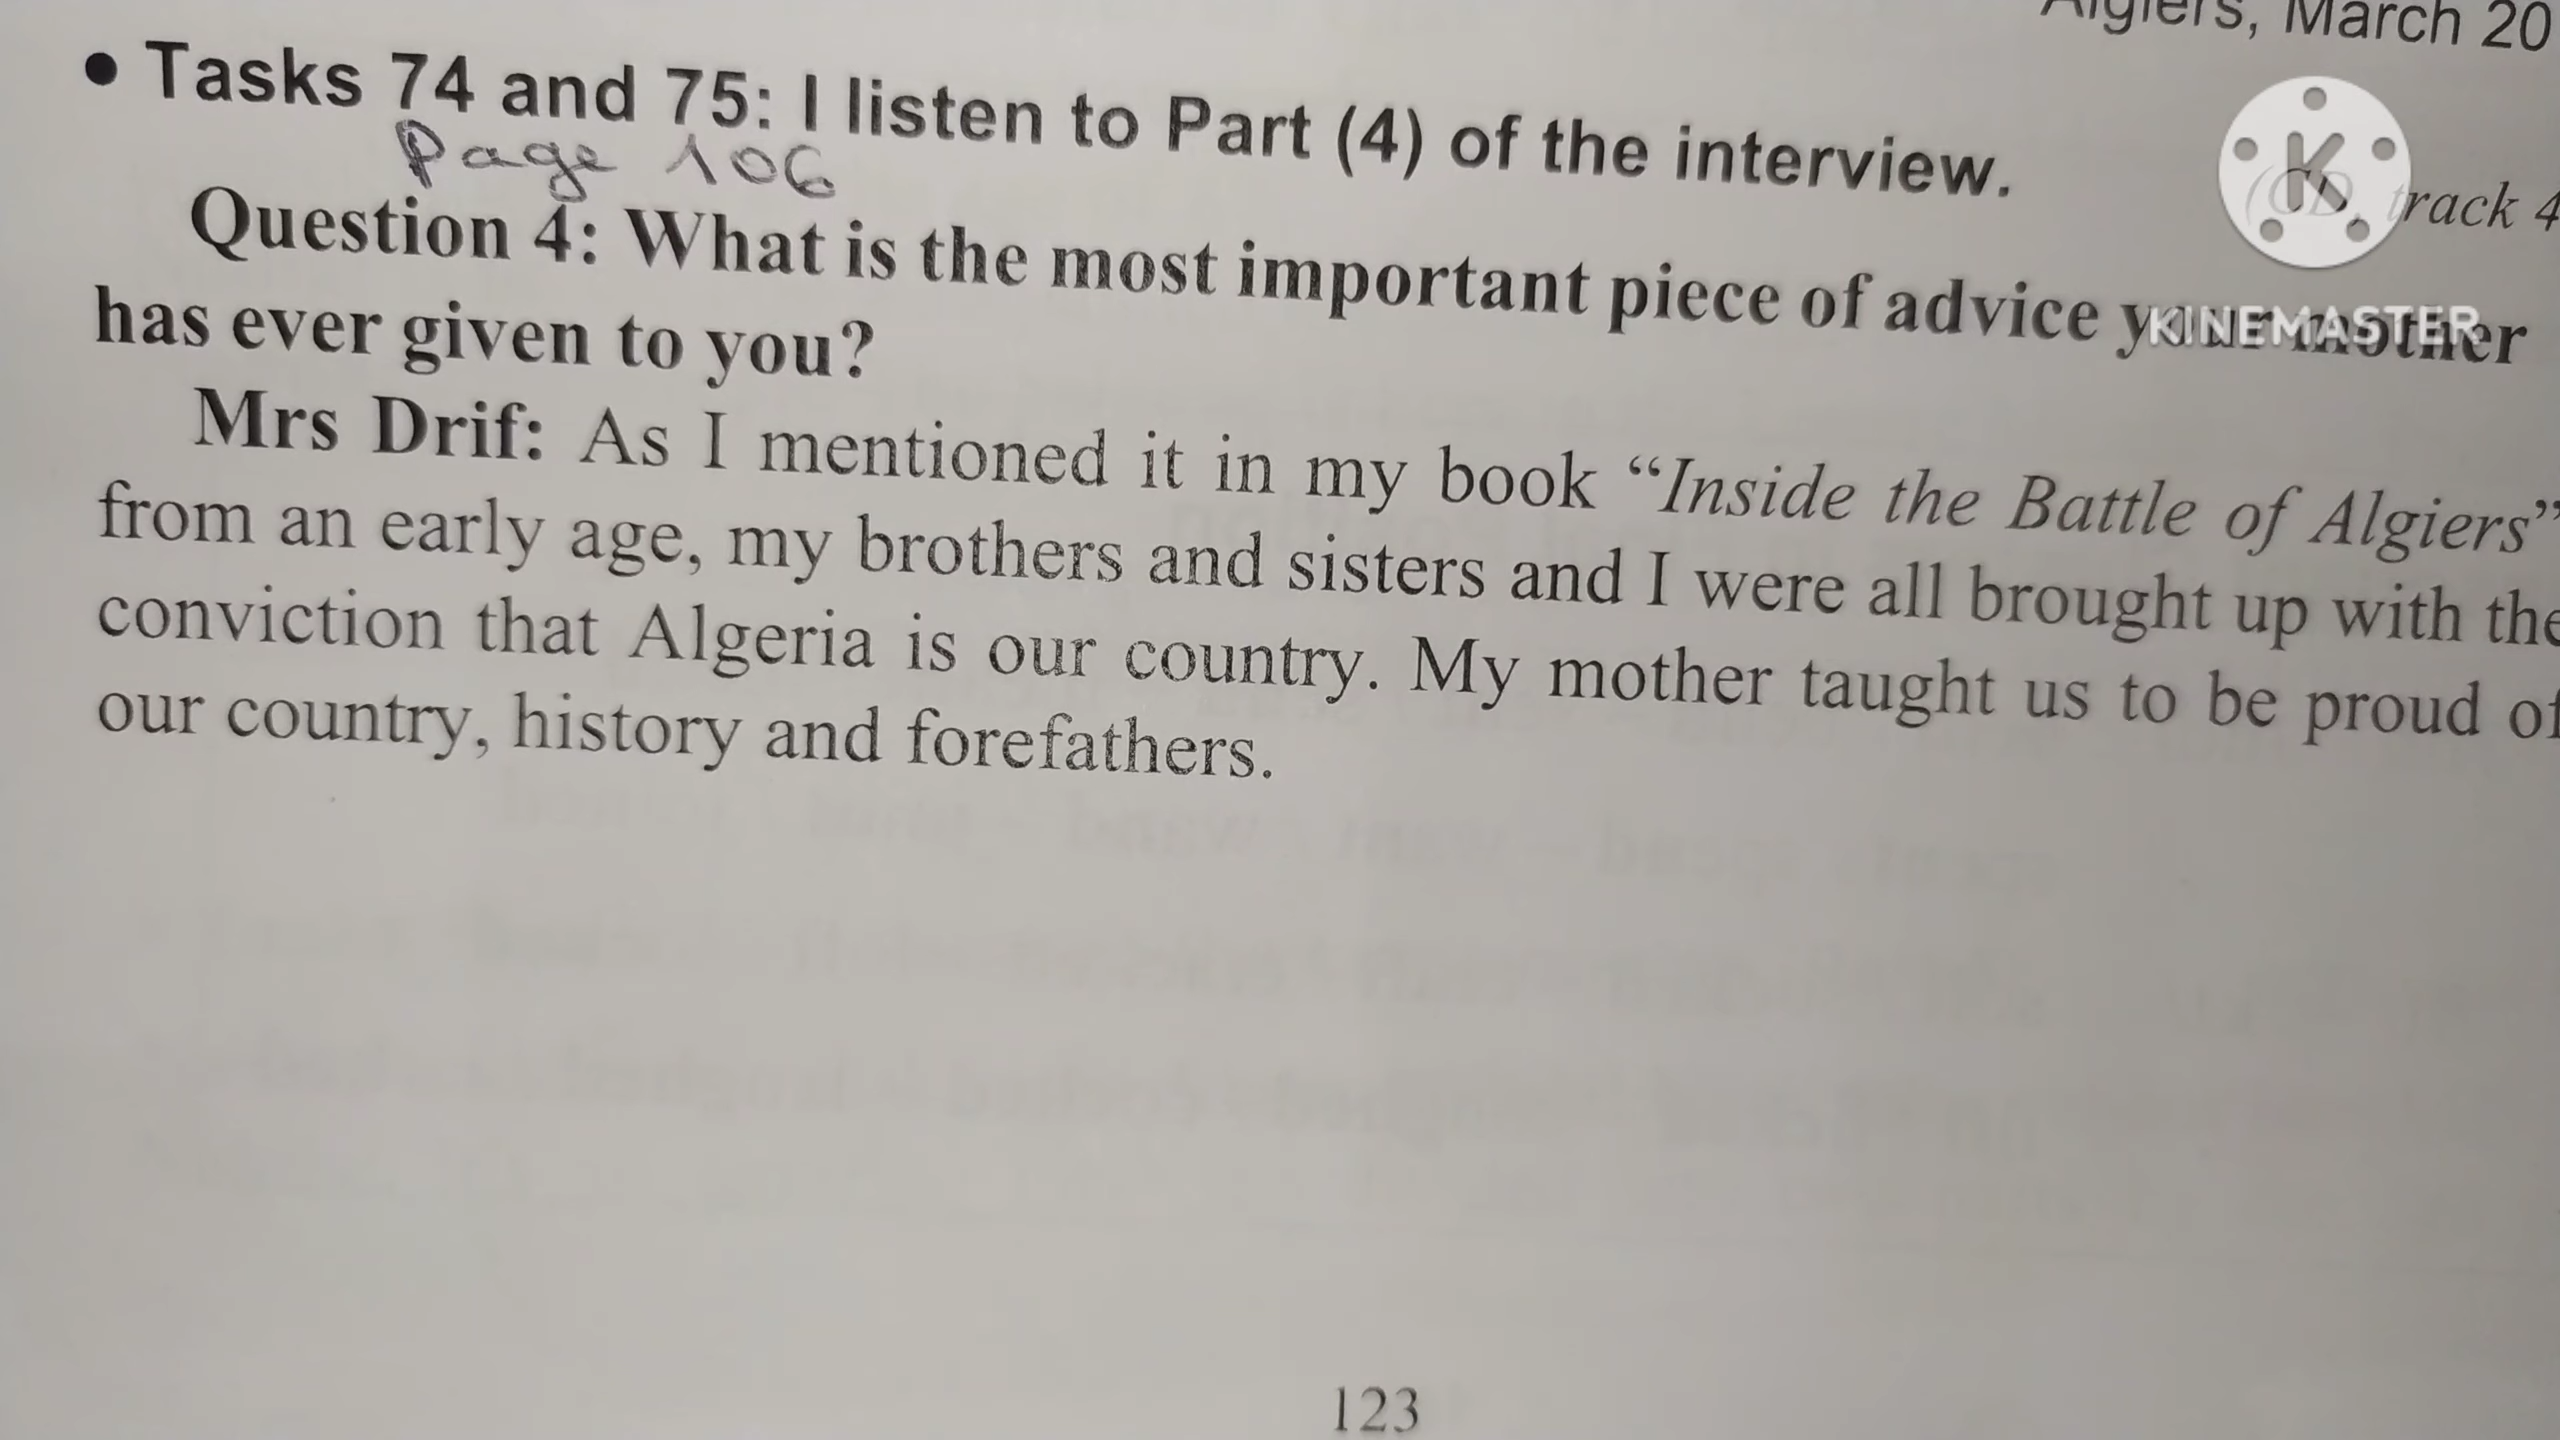 Algiers, March 20
• Tasks 74 and 75: I listen to Part (4) of the interview.
Page 106
(CD, track 4
Question 4: What is the most important piece of advice your mother
has ever given to you?
KINEMASTER
Mrs Drif: As I mentioned it in my book “Inside the Battle of Algiers”
from an early age, my brothers and sisters and I were all brought up with the
conviction that Algeria is our country. My mother taught us to be proud of
our country, history and forefathers.
123